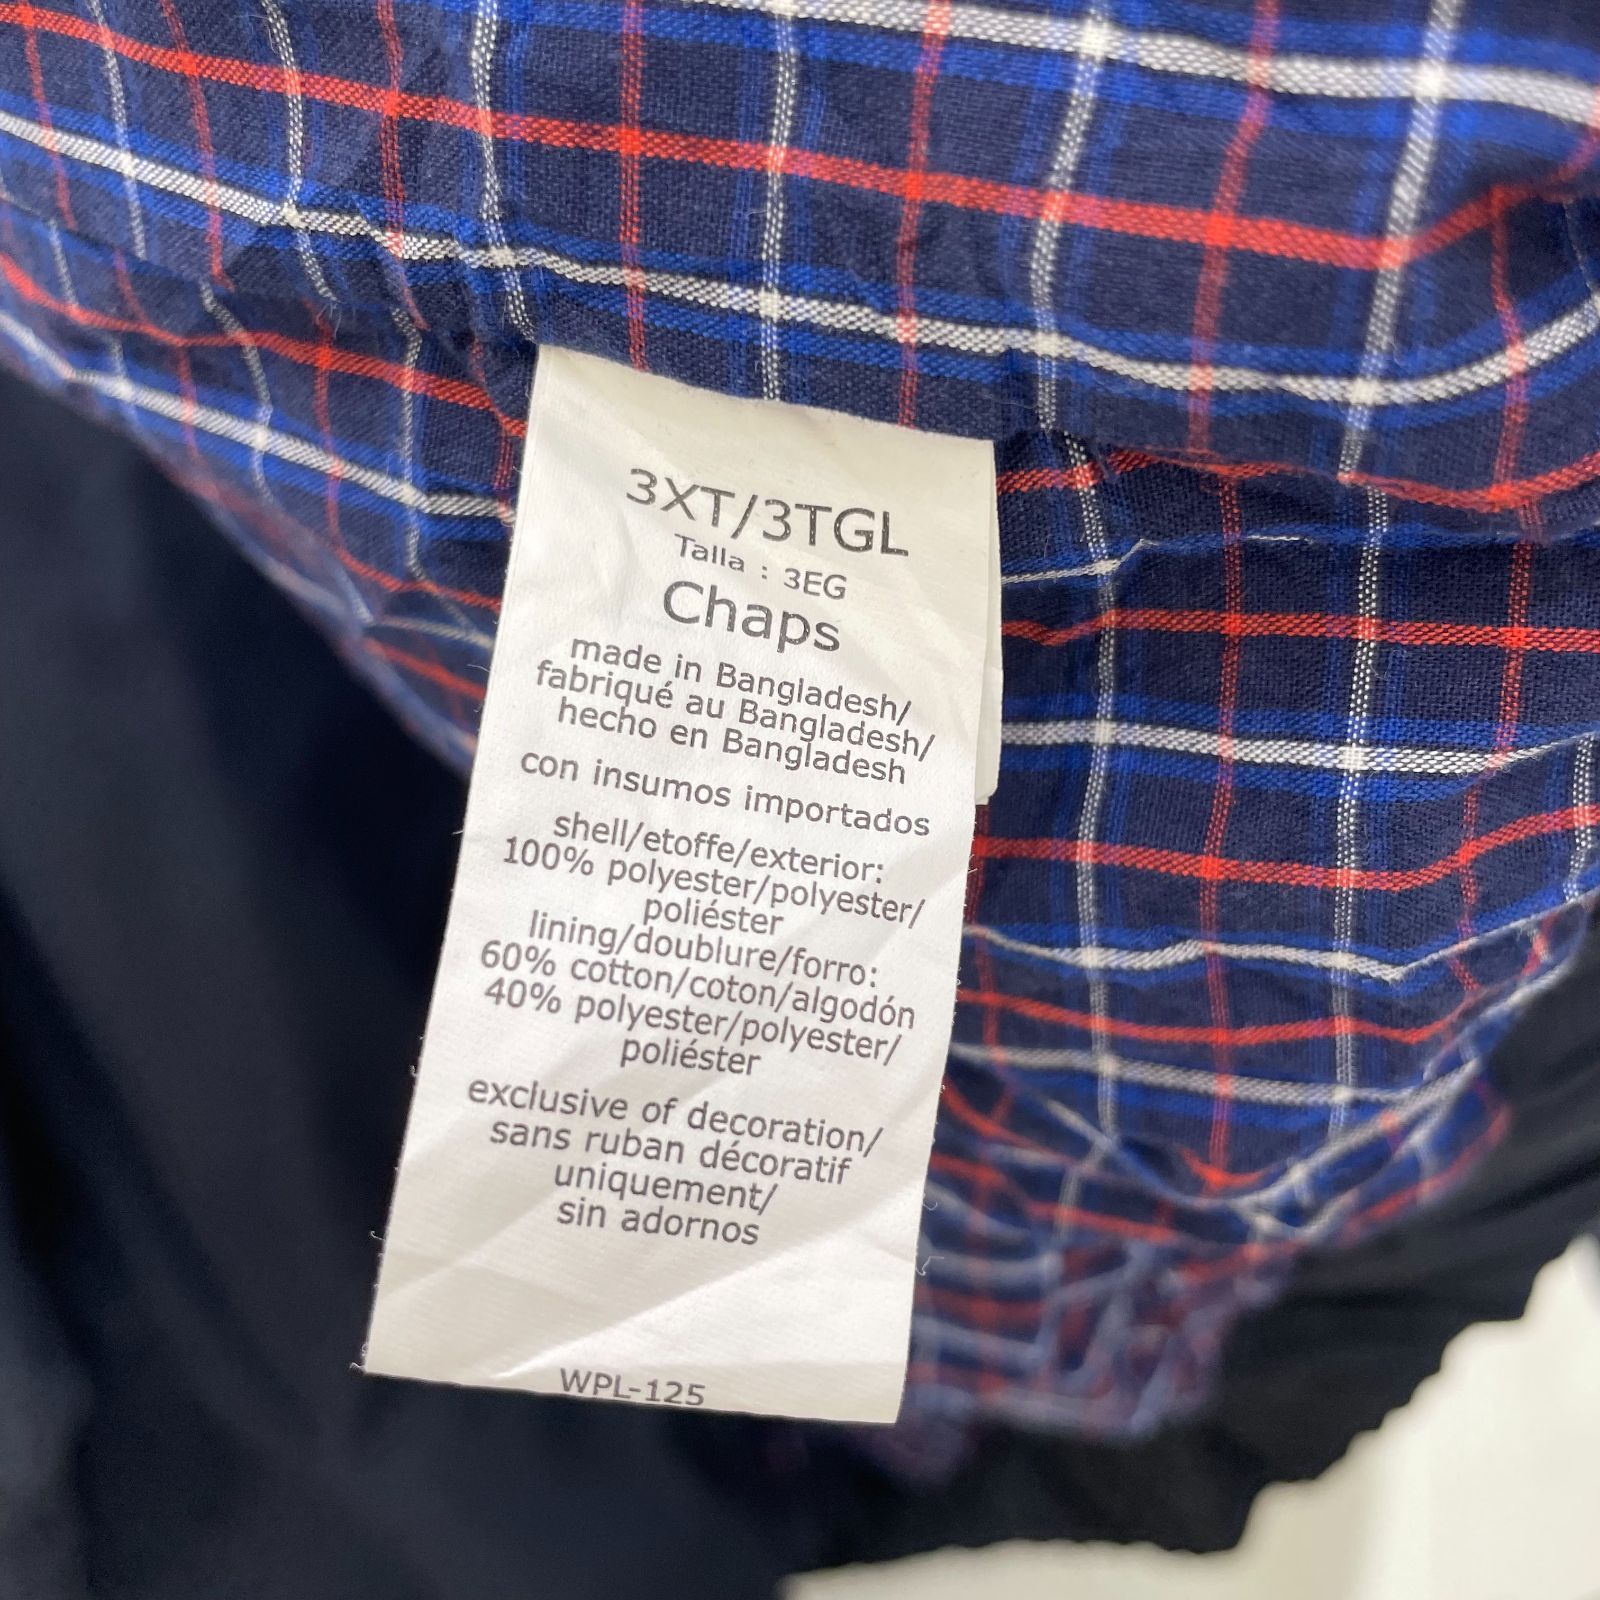 3XT/3TGL
Talla : 3EG
Chaps
made in Bangladesh/
fabriqué au Bangladesh/
hecho en Bangladesh
con insumos importados
shell/etoffe/exterior:
100% polyester/polyester/
poliéster
lining/doublure/forro:
60% cotton/coton/algodón
40% polyester/polyester/
poliéster
exclusive of decoration/
sans ruban décoratif
uniquement/
sin adornos
WPL-125